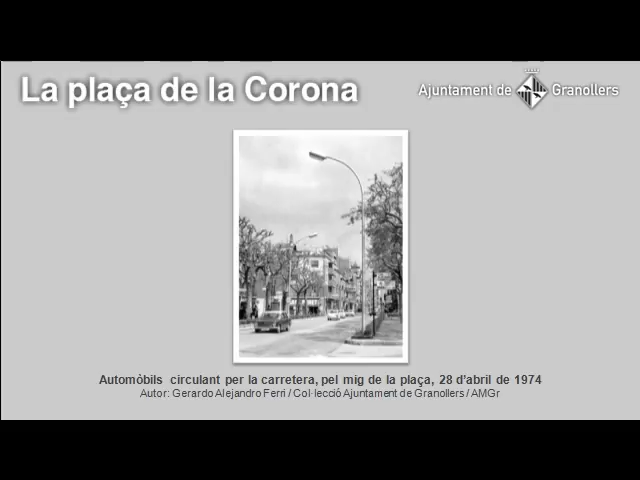 La plaça de la Corona
Ajuntament de Granollers
Automòbils circulant per la carretera, pel mig de la plaça, 28 d'abril de 1974
Autor: Gerardo Alejandro Ferri / Col·lecció Ajuntament de Granollers / AMGr